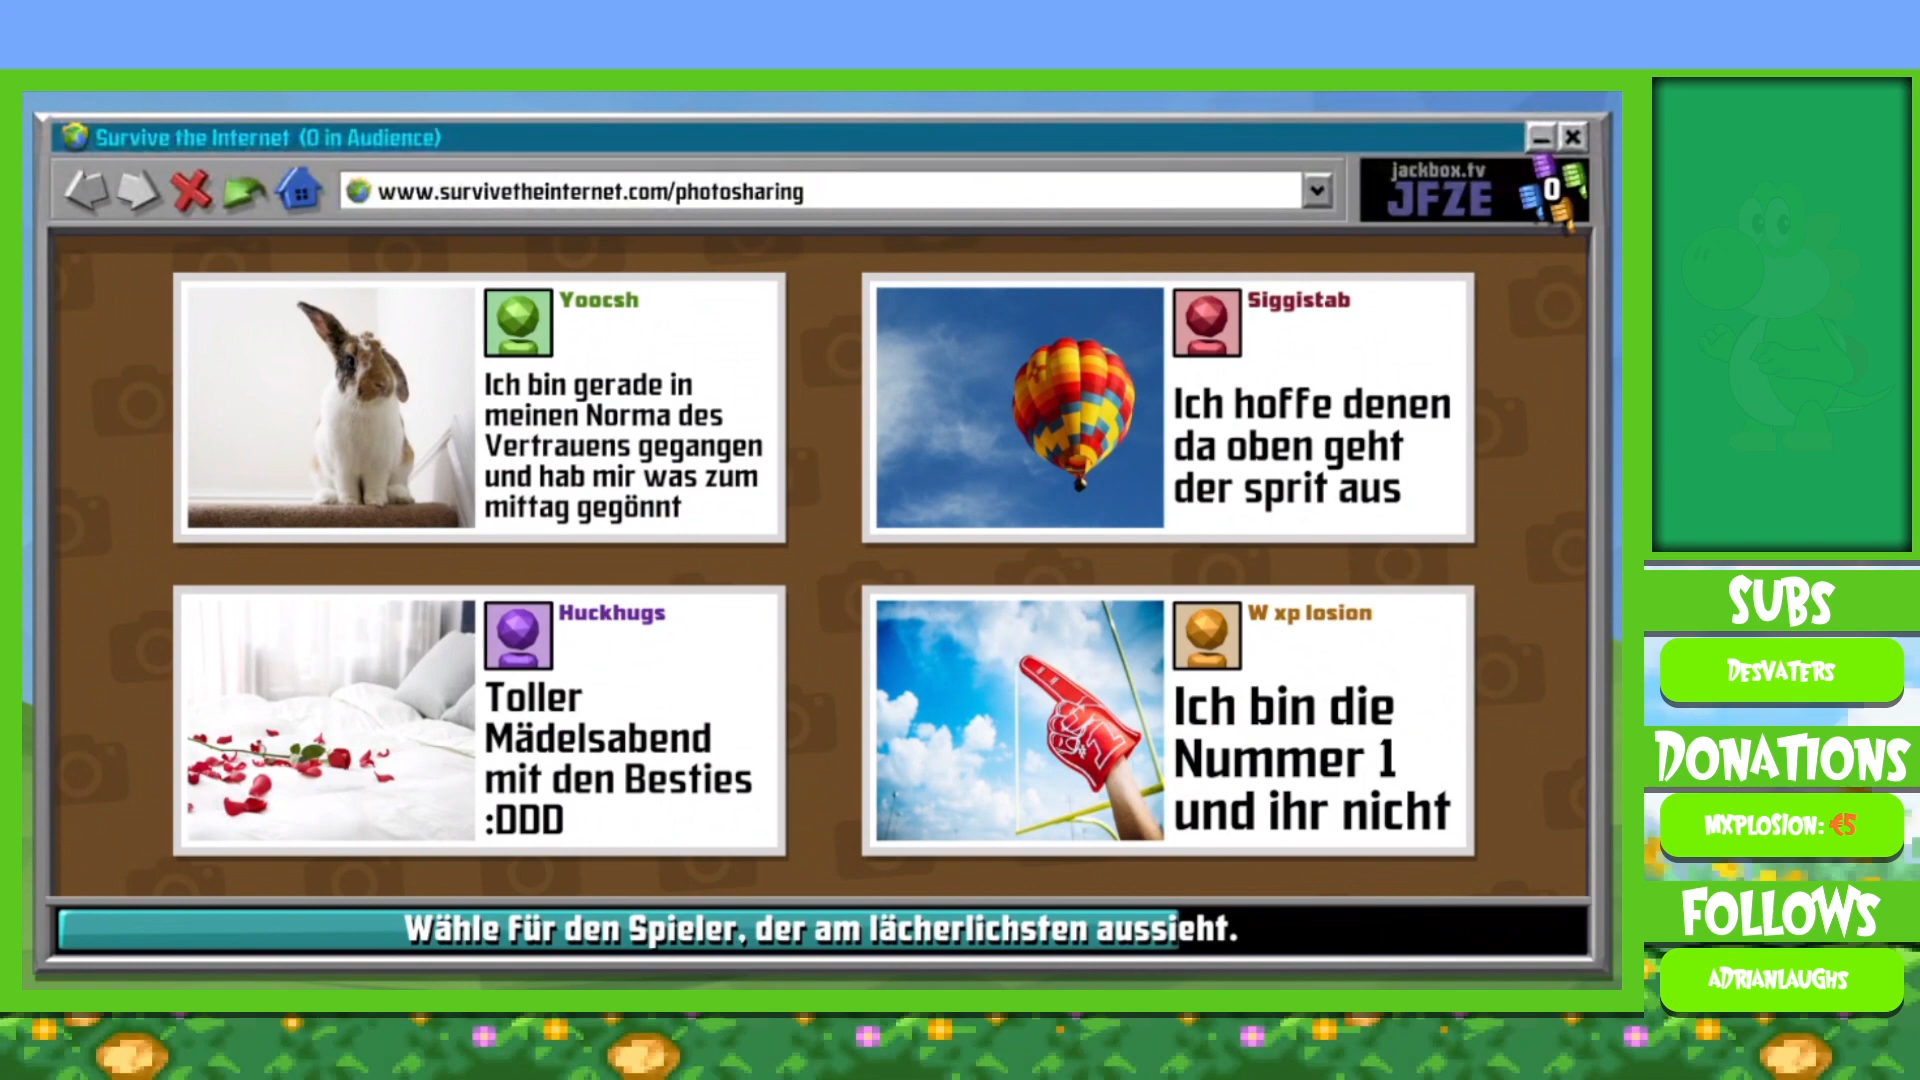 Survive the Internet (0 in Audience)
www.survivetheinternet.com/photosharing
jackbox.tv
JFZE
0
Yoocsh
Ich bin gerade in
meinen Norma des
Vertrauens gegangen
und hab mir was zum
mittag gegönnt
Siggistab
Ich hoffe denen
da oben geht
der sprit aus
Huckhugs
Toller
Mädelsabend
mit den Besties
:DDD
W xp losion
Ich bin die
Nummer 1
und ihr nicht
Wähle für den Spieler, der am lächerlichsten aussieht.
SUBS
DESVATERS
DONATIONS
MXPLOSION: €5
FOLLOWS
ADRIANLAUGHS